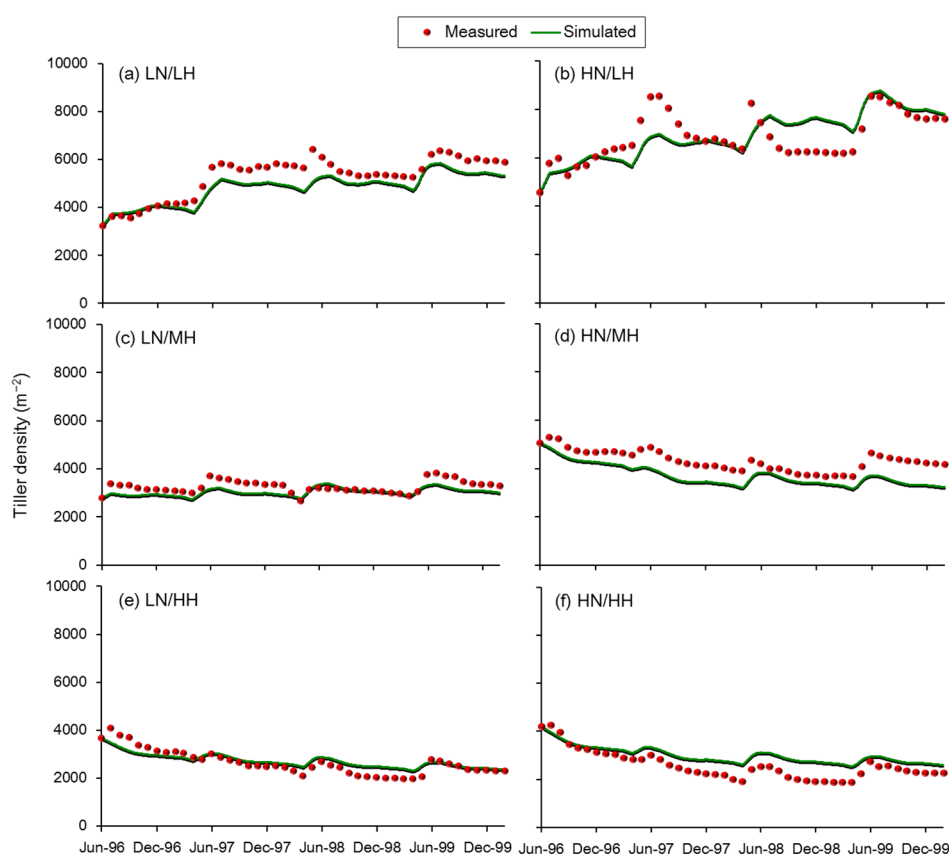 Measured Simulated
(a) LN/LH
(b) HN/LH
10000
8000
6000
4000
2000
0
(c) LN/MH
(d) HN/MH
10000
8000
6000
4000
2000
0
Tiller density (m⁻²)
(e) LN/HH
(f) HN/HH
10000
8000
6000
4000
2000
0
Jun-96 Dec-96 Jun-97 Dec-97 Jun-98 Dec-98 Jun-99 Dec-99 Jun-96 Dec-96 Jun-97 Dec-97 Jun-98 Dec-98 Jun-99 Dec-99